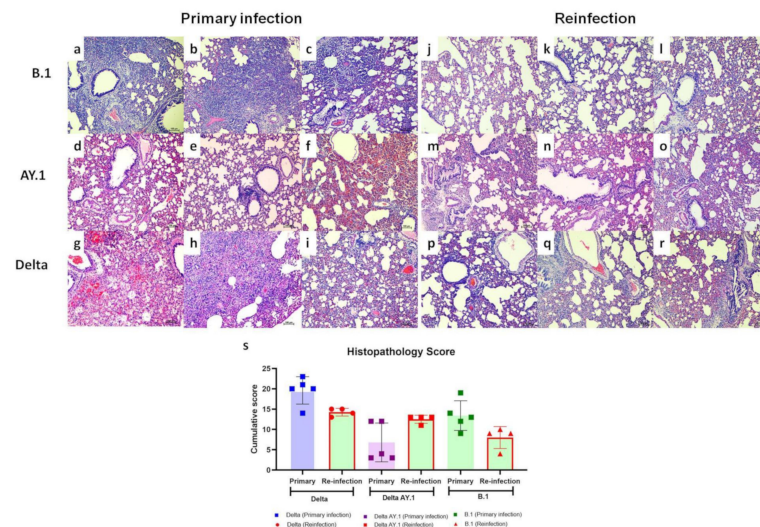 Primary infection Reinfection
a b c j k l
B.1
d e f m n o
AY.1
g h i p q r
Delta
S
Histopathology Score
Cumulative score
25
20
15
10
5
0
Primary Re-infection Primary Re-infection Primary Re-infection
Delta Delta AY.1 B.1
Delta (Primary infection) Delta AY.1 (Primary infection) B.1 (Primary infection)
Delta (Reinfection) Delta AY.1 (Reinfection) B.1 (Reinfection)